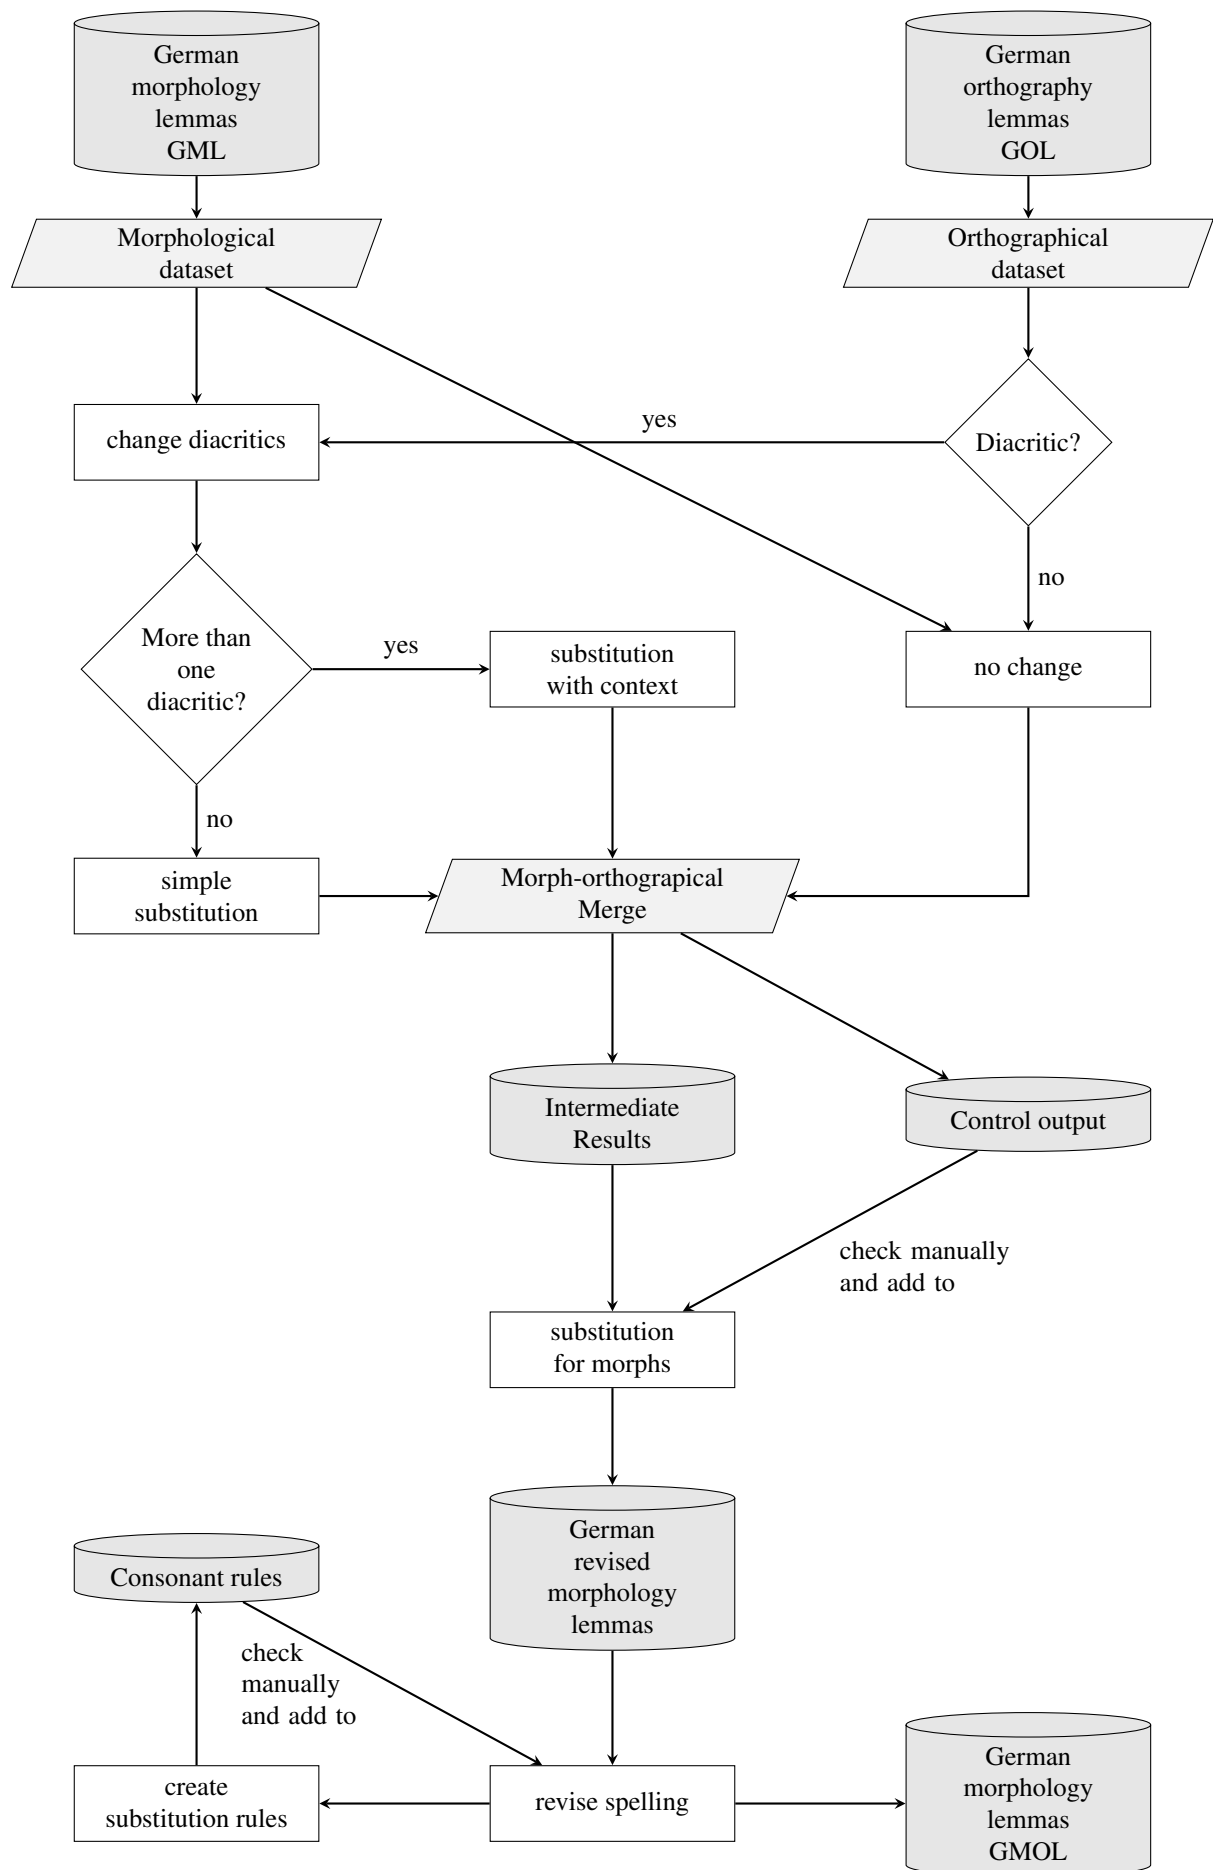 German
morphology
lemmas
GML
German
orthography
lemmas
GOL
Morphological
dataset
Orthographical
dataset
change diacritics
yes
Diacritic?
no
More than
one
diacritic?
yes
substitution
with context
no change
no
simple
substitution
Morph-orthograpical
Merge
Intermediate
Results
Control output
check manually
and add to
substitution
for morphs
German
revised
morphology
lemmas
Consonant rules
check
manually
and add to
create
substitution rules
revise spelling
German
morphology
lemmas
GMOL